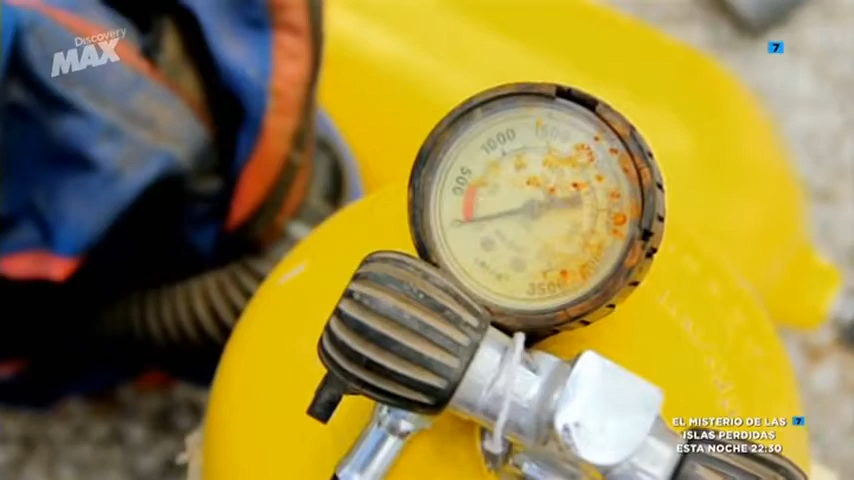 Discovery
MAX
7
500
1000
1500
3500
EL MISTERIO DE LAS 7
ISLAS PERDIDAS
ESTA NOCHE 22:30